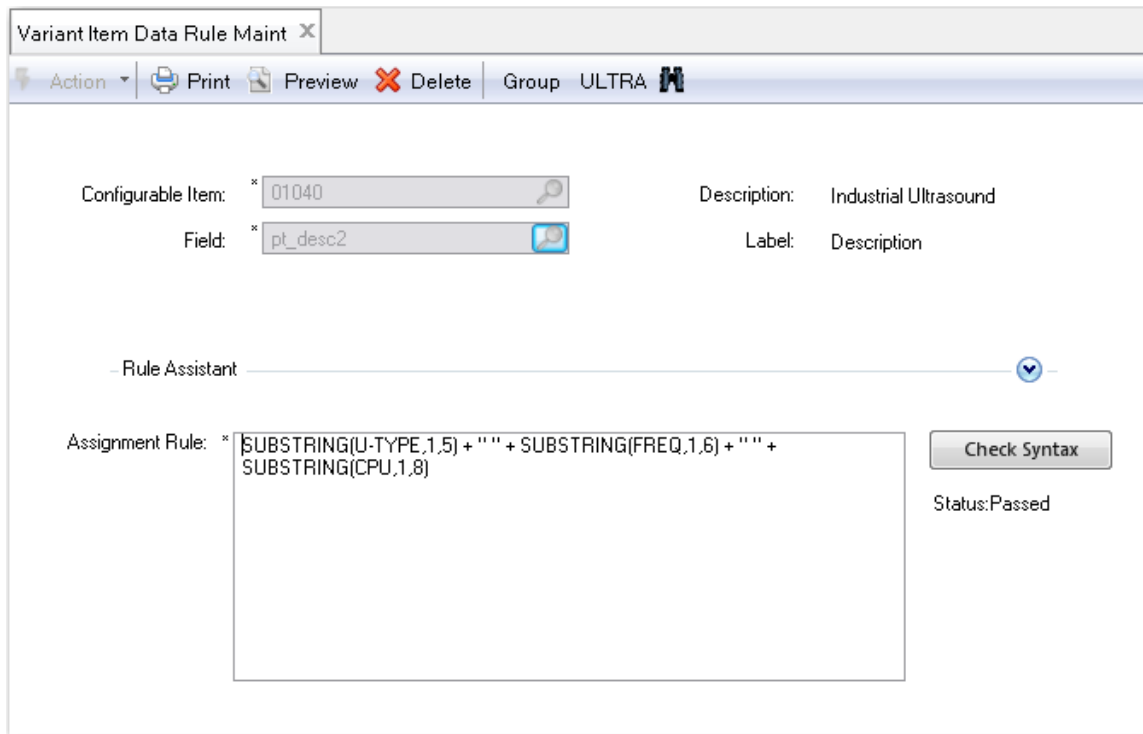 Variant Item Data Rule Maint
Action Print Preview Delete Group ULTRA
Configurable Item: * 01040 Description: Industrial Ultrasound
Field: * pt_desc2 Label: Description
Rule Assistant
Assignment Rule: * SUBSTRING(U-TYPE,1,5) + " " + SUBSTRING(FREQ,1,6) + " " +
SUBSTRING(CPU,1,8)
Check Syntax
Status:Passed